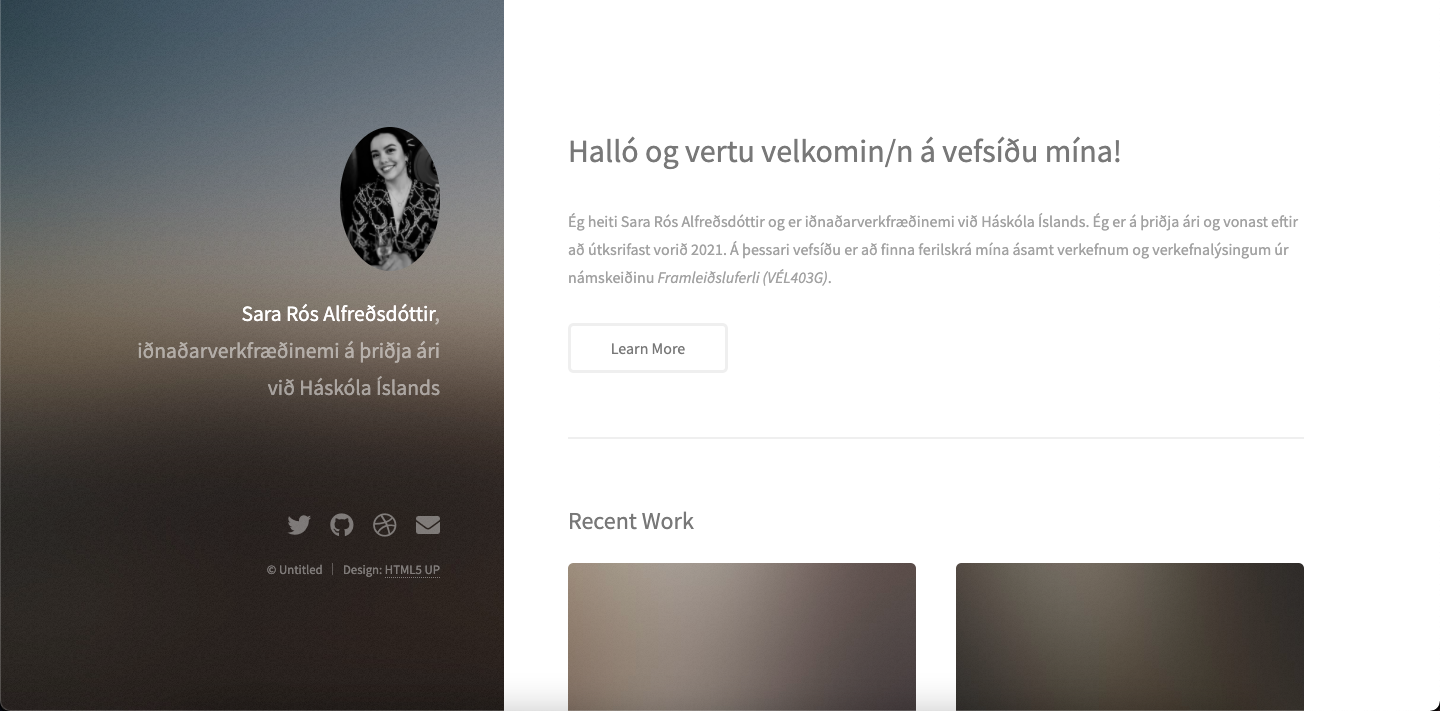 Sara Rós Alfreðsdóttir,
iðnaðarverkfræðinemi á þriðja ári
við Háskóla Íslands
© Untitled
Design: HTML5 UP
Halló og vertu velkomin/n á vefsíðu mína!
Ég heiti Sara Rós Alfreðsdóttir og er iðnaðarverkfræðinemi við Háskóla Íslands. Ég er á þriðja ári og vonast eftir
að útksrifast vorið 2021. Á þessari vefsíðu er að finna ferilskrá mína ásamt verkefnum og verkefnalýsingum úr
námskeiðinu Framleiðsluferli (VÉL403G).
Learn More
Recent Work